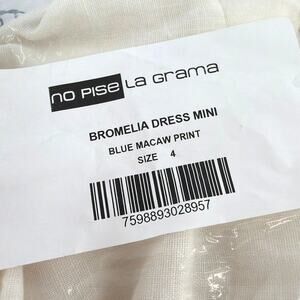 no PISE La Grama
BROMELIA DRESS MINI
BLUE MACAW PRINT
SIZE 4
7598893028957